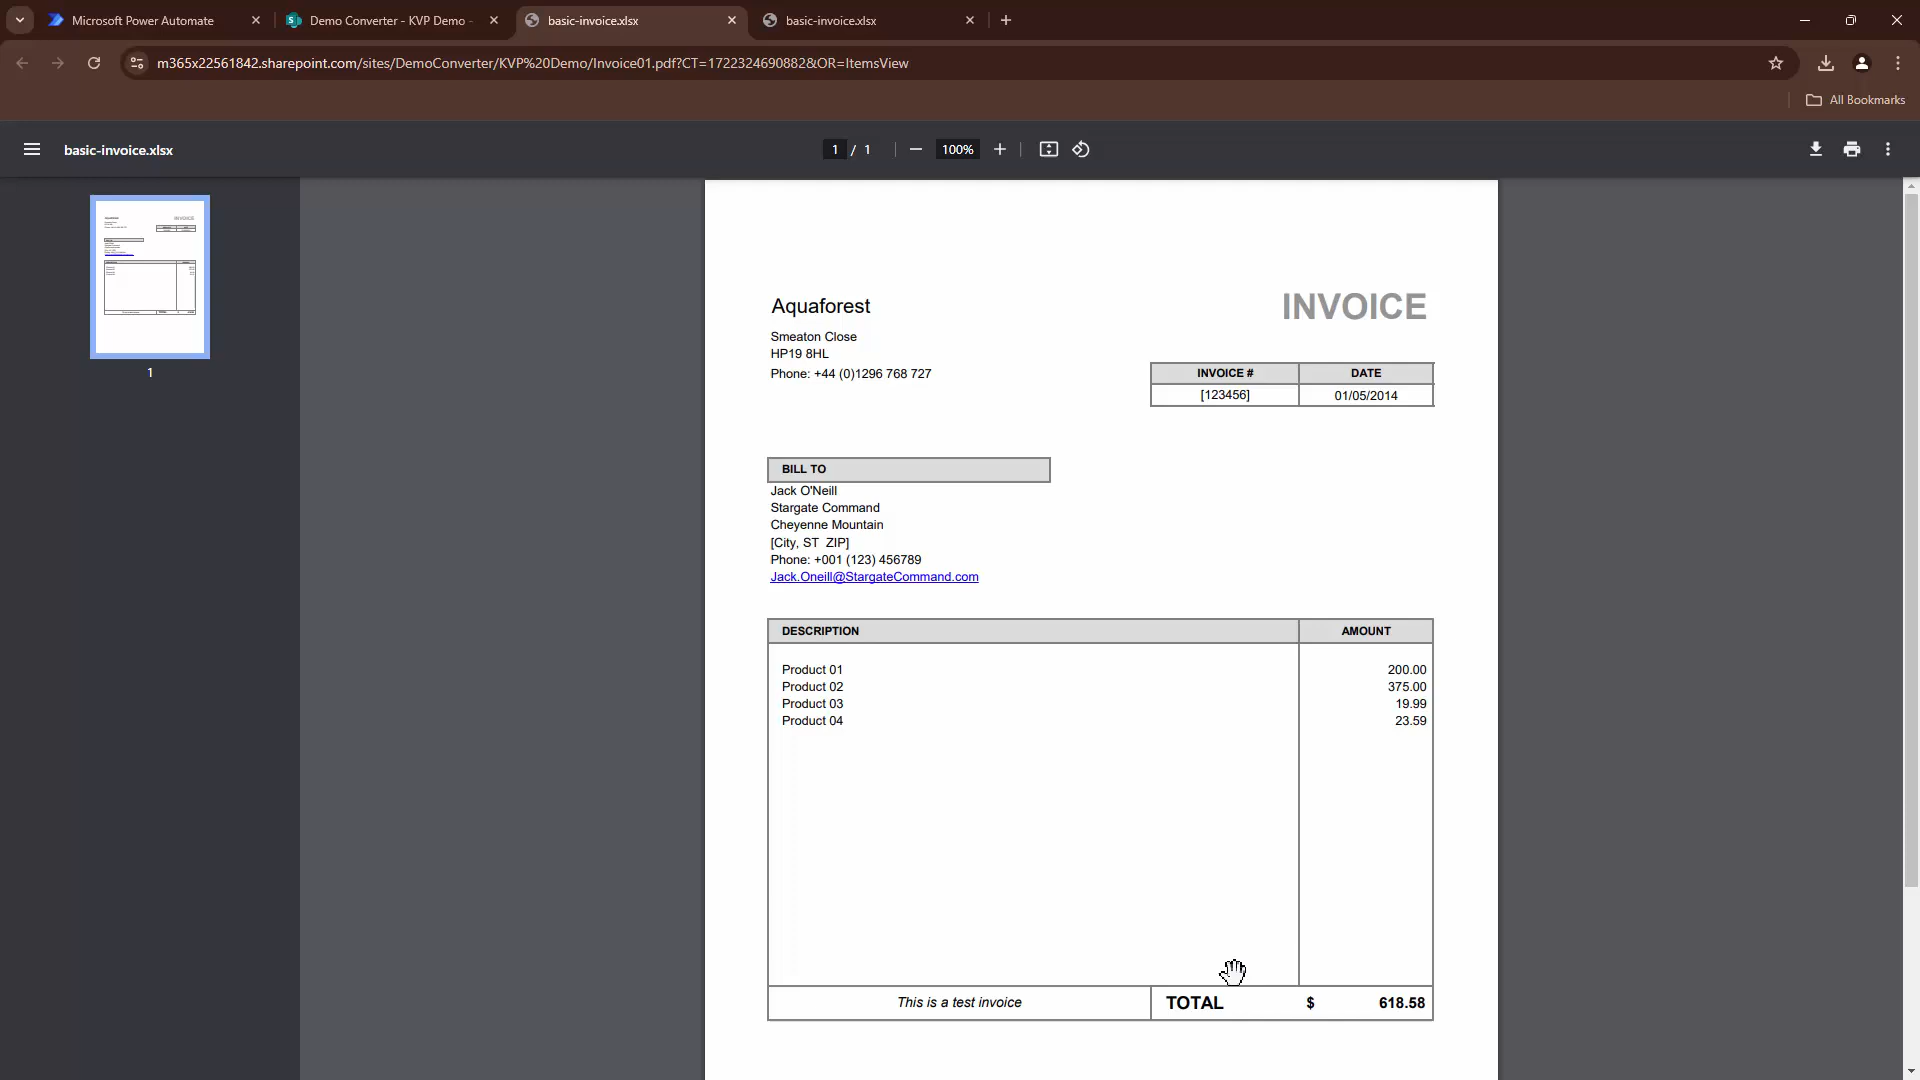 Microsoft Power Automate
Demo Converter - KVP Demo -
basic-invoice.xlsx
basic-invoice.xlsx
m365x22561842.sharepoint.com/sites/DemoConverter/KVP%20Demo/Invoice01.pdf?CT=1722324690882&OR=ItemsView
All Bookmarks
basic-invoice.xlsx
1 / 1
100%
1
Aquaforest
INVOICE
Smeaton Close
HP19 8HL
Phone: +44 (0)1296 768 727
INVOICE # DATE
[123456] 01/05/2014
BILL TO
Jack O'Neill
Stargate Command
Cheyenne Mountain
[City, ST  ZIP]
Phone: +001 (123) 456789
Jack.Oneill@StargateCommand.com
DESCRIPTION AMOUNT
Product 01 200.00
Product 02 375.00
Product 03 19.99
Product 04 23.59
This is a test invoice TOTAL $ 618.58